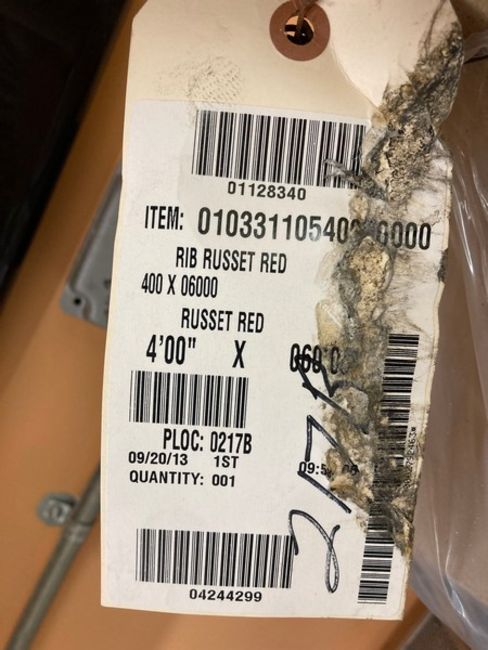 01128340
ITEM:
RIB RUSSET RED
400 X 06000
RUSSET RED
4'00" X
PLOC: 0217B
09/20/13 1ST
QUANTITY: 001
04244299